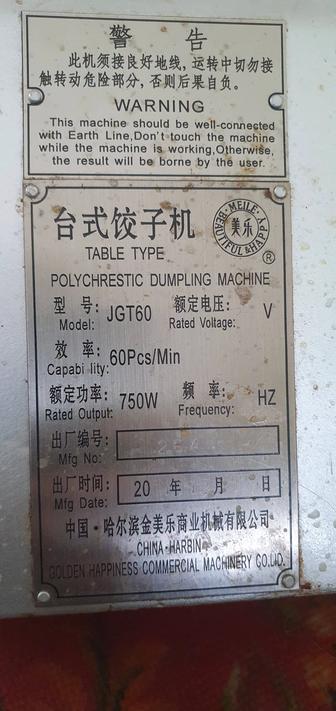 警 告
此机须接良好地线，运转中切勿接
触转动危险部分，否则后果自负。
WARNING
This machine should be well-connected
with Earth Line,Don't touch the machine
while the machine is working,Otherwise,
the result will be borne by the user.
台式饺子机
MEILE
美乐
BEAUTIFUL & HAPPY
®
TABLE TYPE
POLYCHRESTIC DUMPLING MACHINE
型 号: JGT60 额定电压: V
Model: Rated Voltage:
效 率: 60Pcs/Min
Capabi lity:
额定功率: 750W 频 率: HZ
Rated Output: Frequency:
出厂编号:
Mfg No:
出厂时间: 20 年 月 日
Mfg Date:
中国·哈尔滨金美乐商业机械有限公司
CHINA·HARBIN
GOLDEN HAPPINESS COMMERCIAL MACHINERY CO.LtD.